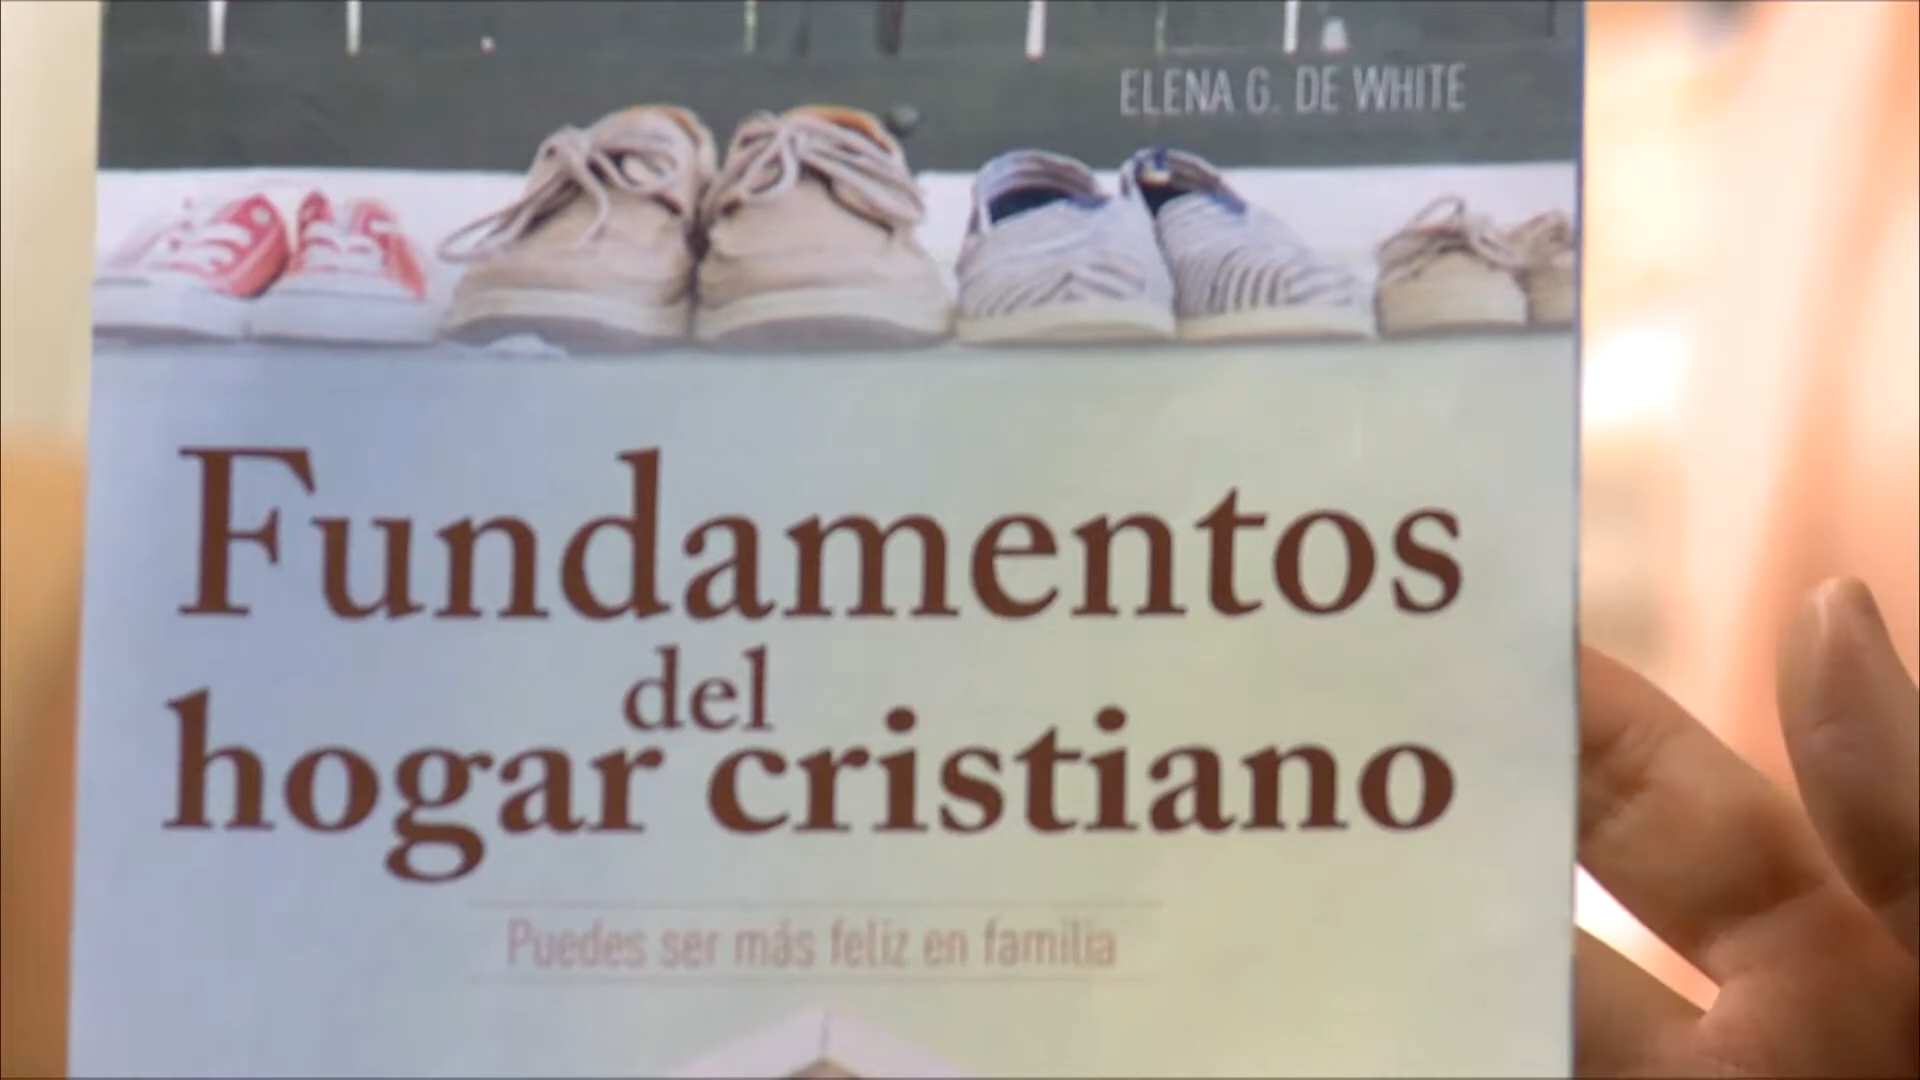 ELENA G. DE WHITE
Fundamentos
del
hogar cristiano
Puedes ser más feliz en familia